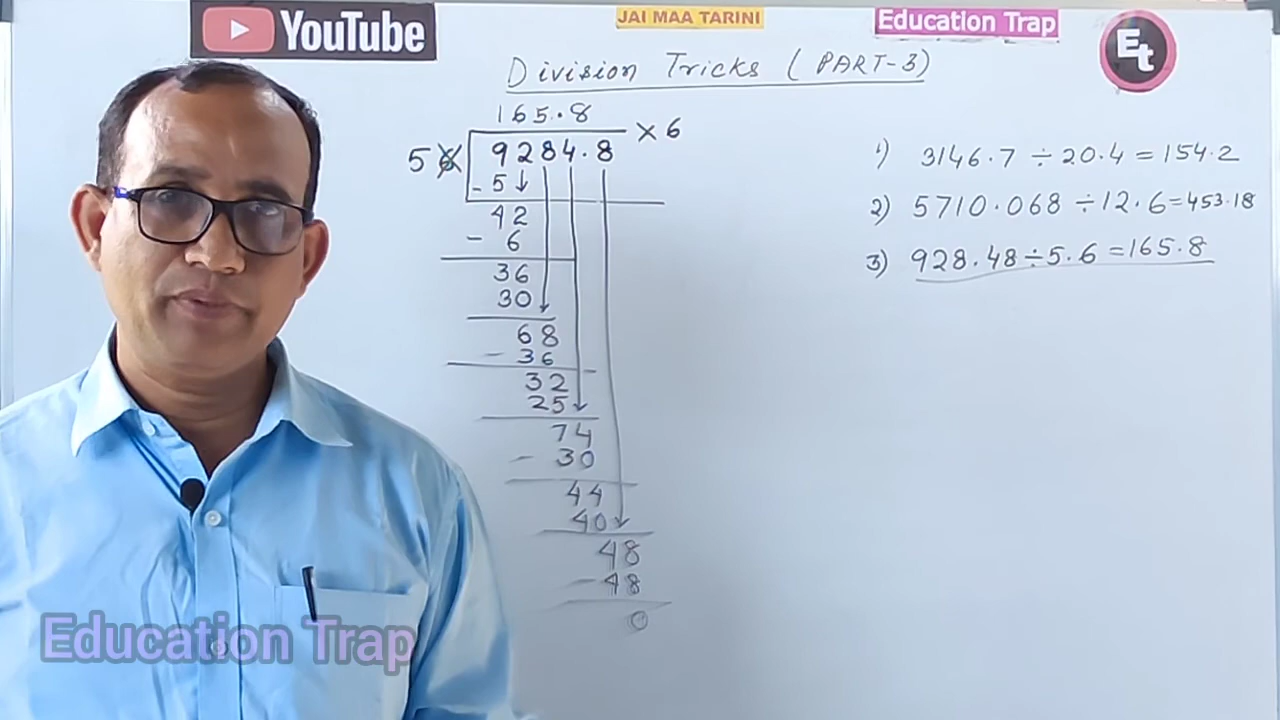 YouTube
JAI MAA TARINI
Education Trap
Et
Division Tricks (PART-3)
165.8
5 6 9284.8 × 6
- 5
42
- 6
36
30
68
- 36
32
25
74
- 30
44
40
48
- 48
0
1) 3146.7 ÷ 20.4 = 154.2
2) 5710.068 ÷ 12.6 = 453.18
3) 928.48 ÷ 5.6 = 165.8
Education Trap